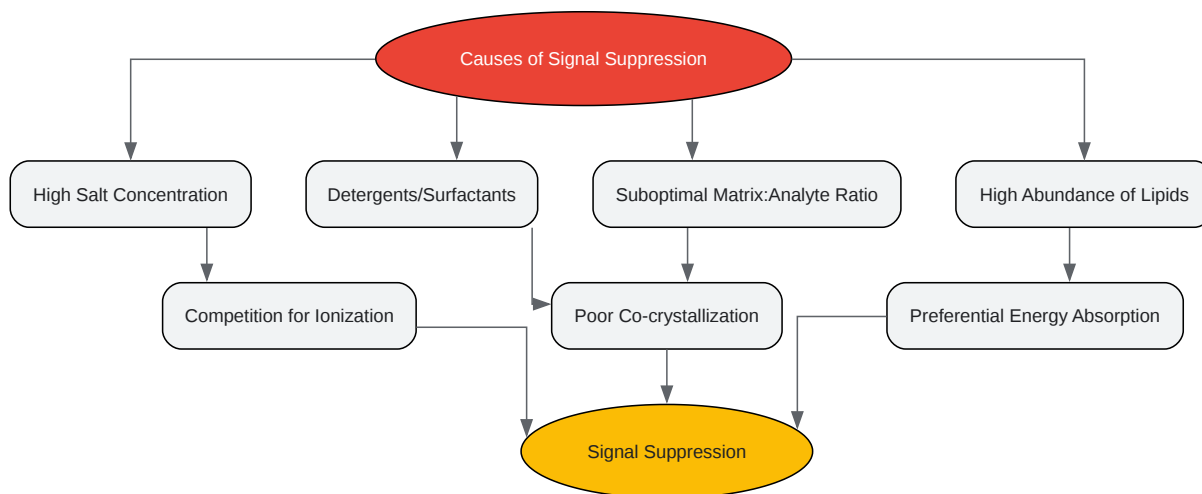 Causes of Signal Suppression
High Salt Concentration
Detergents/Surfactants
Suboptimal Matrix:Analyte Ratio
High Abundance of Lipids
Competition for Ionization
Poor Co-crystallization
Preferential Energy Absorption
Signal Suppression